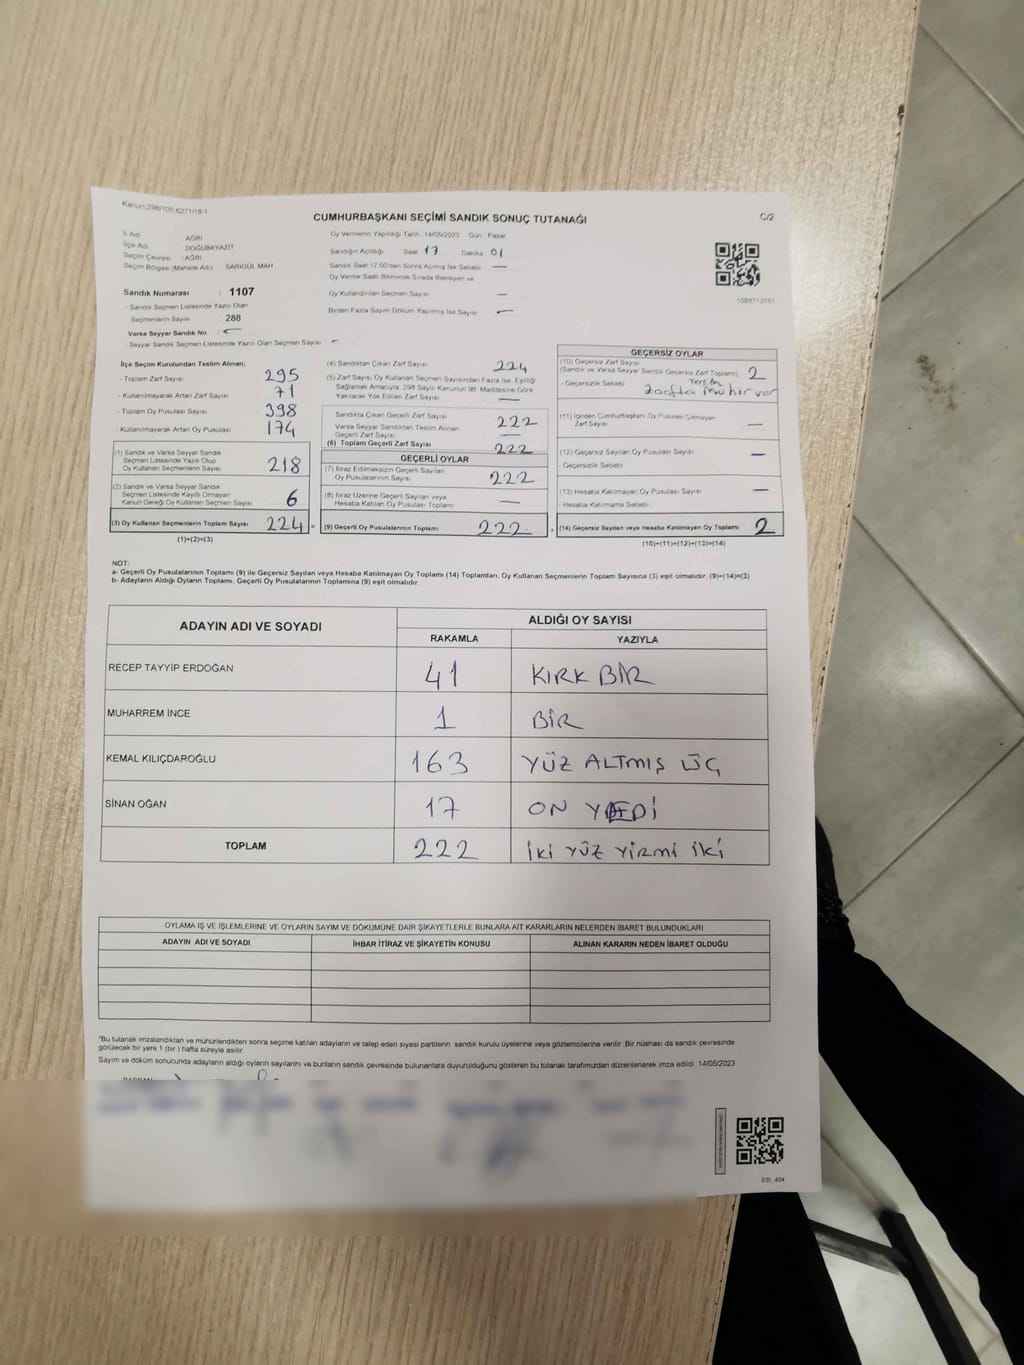 Kanun:298/105,6271/18-1
CUMHURBAŞKANI SEÇİMİ SANDIK SONUÇ TUTANAĞI
C/2
İl Adı : AĞRI
İlçe Adı : DOĞUBAYAZIT
Seçim Çevresi : AĞRI
Seçim Bölgesi (Mahalle Adı) : SARIGÜL MAH
Sandık Numarası : 1107
- Sandık Seçmen Listesinde Yazılı Olan
Seçmenlerin Sayısı : 288
Varsa Seyyar Sandık No : —
- Seyyar Sandık Seçmen Listesinde Yazılı Olan Seçmen Sayısı : —
Oy Vermenin Yapıldığı Tarih : 14/05/2023 Gün : Pazar
Sandığın Açıldığı Saat 17 Dakika 01
Sandık Saat 17.00'den Sonra Açılmış İse Sebebi —
Oy Verme Saati Bitiminde Sırada Bekleyen ve
Oy Kullandırılan Seçmen Sayısı —
Birden Fazla Sayım Döküm Yapılmış İse Sayısı —
1093713751
İlçe Seçim Kurulundan Teslim Alınan;
- Toplam Zarf Sayısı 295
- Kullanılmayarak Artan Zarf Sayısı 71
- Toplam Oy Pusulası Sayısı 398
- Kullanılmayarak Artan Oy Pusulası 174
(1) Sandık ve Varsa Seyyar Sandık
Seçmen Listesinde Yazılı Olup
Oy Kullanan Seçmenlerin Sayısı 218
(2) Sandık ve Varsa Seyyar Sandık
Seçmen Listesinde Kaydı Olmayan
Kanun Gereği Oy Kullanan Seçmen Sayısı 6
(3) Oy Kullanan Seçmenlerin Toplam Sayısı 224
(1)+(2)=(3)
(4) Sandıktan Çıkan Zarf Sayısı 224
(5) Zarf Sayısı Oy Kullanan Seçmen Sayısından Fazla İse, Eşitliği
Sağlamak Amacıyla, 298 Sayılı Kanunun 98. Maddesine Göre
Yakılarak Yok Edilen Zarf Sayısı —
Sandıkta Çıkan Geçerli Zarf Sayısı 222
Varsa Seyyar Sandıktan Teslim Alınan
Geçerli Zarf Sayısı —
(6) Toplam Geçerli Zarf Sayısı 222
GEÇERLİ OYLAR
(7) İtiraz Edilmeksizin Geçerli Sayılan
Oy Pusulalarının Sayısı 222
(8) İtiraz Üzerine Geçerli Sayılan veya
Hesaba Katılan Oy Pusulası Toplamı —
(9) Geçerli Oy Pusulalarının Toplamı 222
GEÇERSİZ OYLAR
(10) Geçersiz Zarf Sayısı
(Sandık ve Varsa Seyyar Sandık Geçersiz Zarf Toplamı) 2
- Geçersizlik Sebebi Tercih
Zarfta Mühür var
(11) İçinden Cumhurbaşkanı Oy Pusulası Çıkmayan
Zarf Sayısı —
(12) Geçersiz Sayılan Oy Pusulası Sayısı —
- Geçersizlik Sebebi
(13) Hesaba Katılmayan Oy Pusulası Sayısı —
- Hesaba Katılmama Sebebi
(14) Geçersiz Sayılan veya Hesaba Katılmayan Oy Toplamı 2
(10)+(11)+(12)+(13)=(14)
NOT:
a- Geçerli Oy Pusulalarının Toplamı (9) ile Geçersiz Sayılan veya Hesaba Katılmayan Oy Toplamı (14) Toplamları, Oy Kullanan Seçmenlerin Toplam Sayısına (3) eşit olmalıdır. (9)+(14)=(3)
b- Adayların Aldığı Oyların Toplamı, Geçerli Oy Pusulalarının Toplamına (9) eşit olmalıdır.
ADAYIN ADI VE SOYADI ALDIĞI OY SAYISI
RAKAMLA YAZIYLA
RECEP TAYYİP ERDOĞAN 41 KIRK BİR
MUHARREM İNCE 1 BİR
KEMAL KILIÇDAROĞLU 163 YÜZ ALTMIŞ ÜÇ
SİNAN OĞAN 17 ON YEDİ
TOPLAM 222 İKİ YÜZ YİRMİ İKİ
OYLAMA İŞ VE İŞLEMLERİNE VE OYLARIN SAYIM VE DÖKÜMÜNE DAİR ŞİKAYETLERLE BUNLARA AİT KARARLARIN NELERDEN İBARET BULUNDUKLARI
ADAYIN ADI VE SOYADI İHBAR İTİRAZ VE ŞİKAYETİN KONUSU ALINAN KARARIN NEDEN İBARET OLDUĞU
"Bu tutanak imzalandıktan ve mühürlendikten sonra seçime katılan adayların ve talep eden siyasi partilerin sandık kurulu üyelerine veya gözlemcilerine verilir. Bir nüshası da sandık çevresinde
görülecek bir yere 1 (bir ) hafta süreyle asılır.
Sayım ve döküm sonucunda adayların aldığı oyların sayılarını ve bunların sandık çevresinde bulunanlara duyurulduğunu gösteren bu tutanak tarafımızdan düzenlenerek imza edildi. 14/05/2023
BAŞKAN
SSİ_404